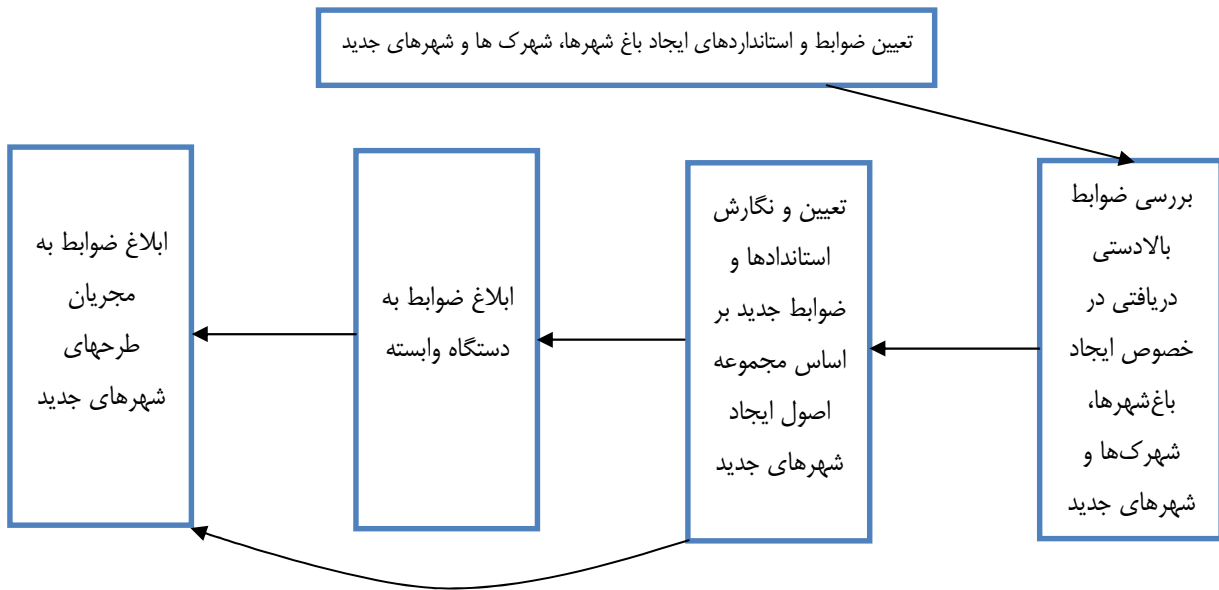 تعیین ضوابط و استانداردهای ایجاد باغ شهرها، شهرک ها و شهرهای جدید
بررسی ضوابط
بالادستی
دریافتی در
خصوص ایجاد
باغ‌شهرها،
شهرک‌ها و
شهرهای جدید
تعیین و نگارش
استاندادها و
ضوابط جدید بر
اساس مجموعه
اصول ایجاد
شهرهای جدید
ابلاغ ضوابط به
دستگاه وابسته
ابلاغ ضوابط به
مجریان
طرحهای
شهرهای جدید